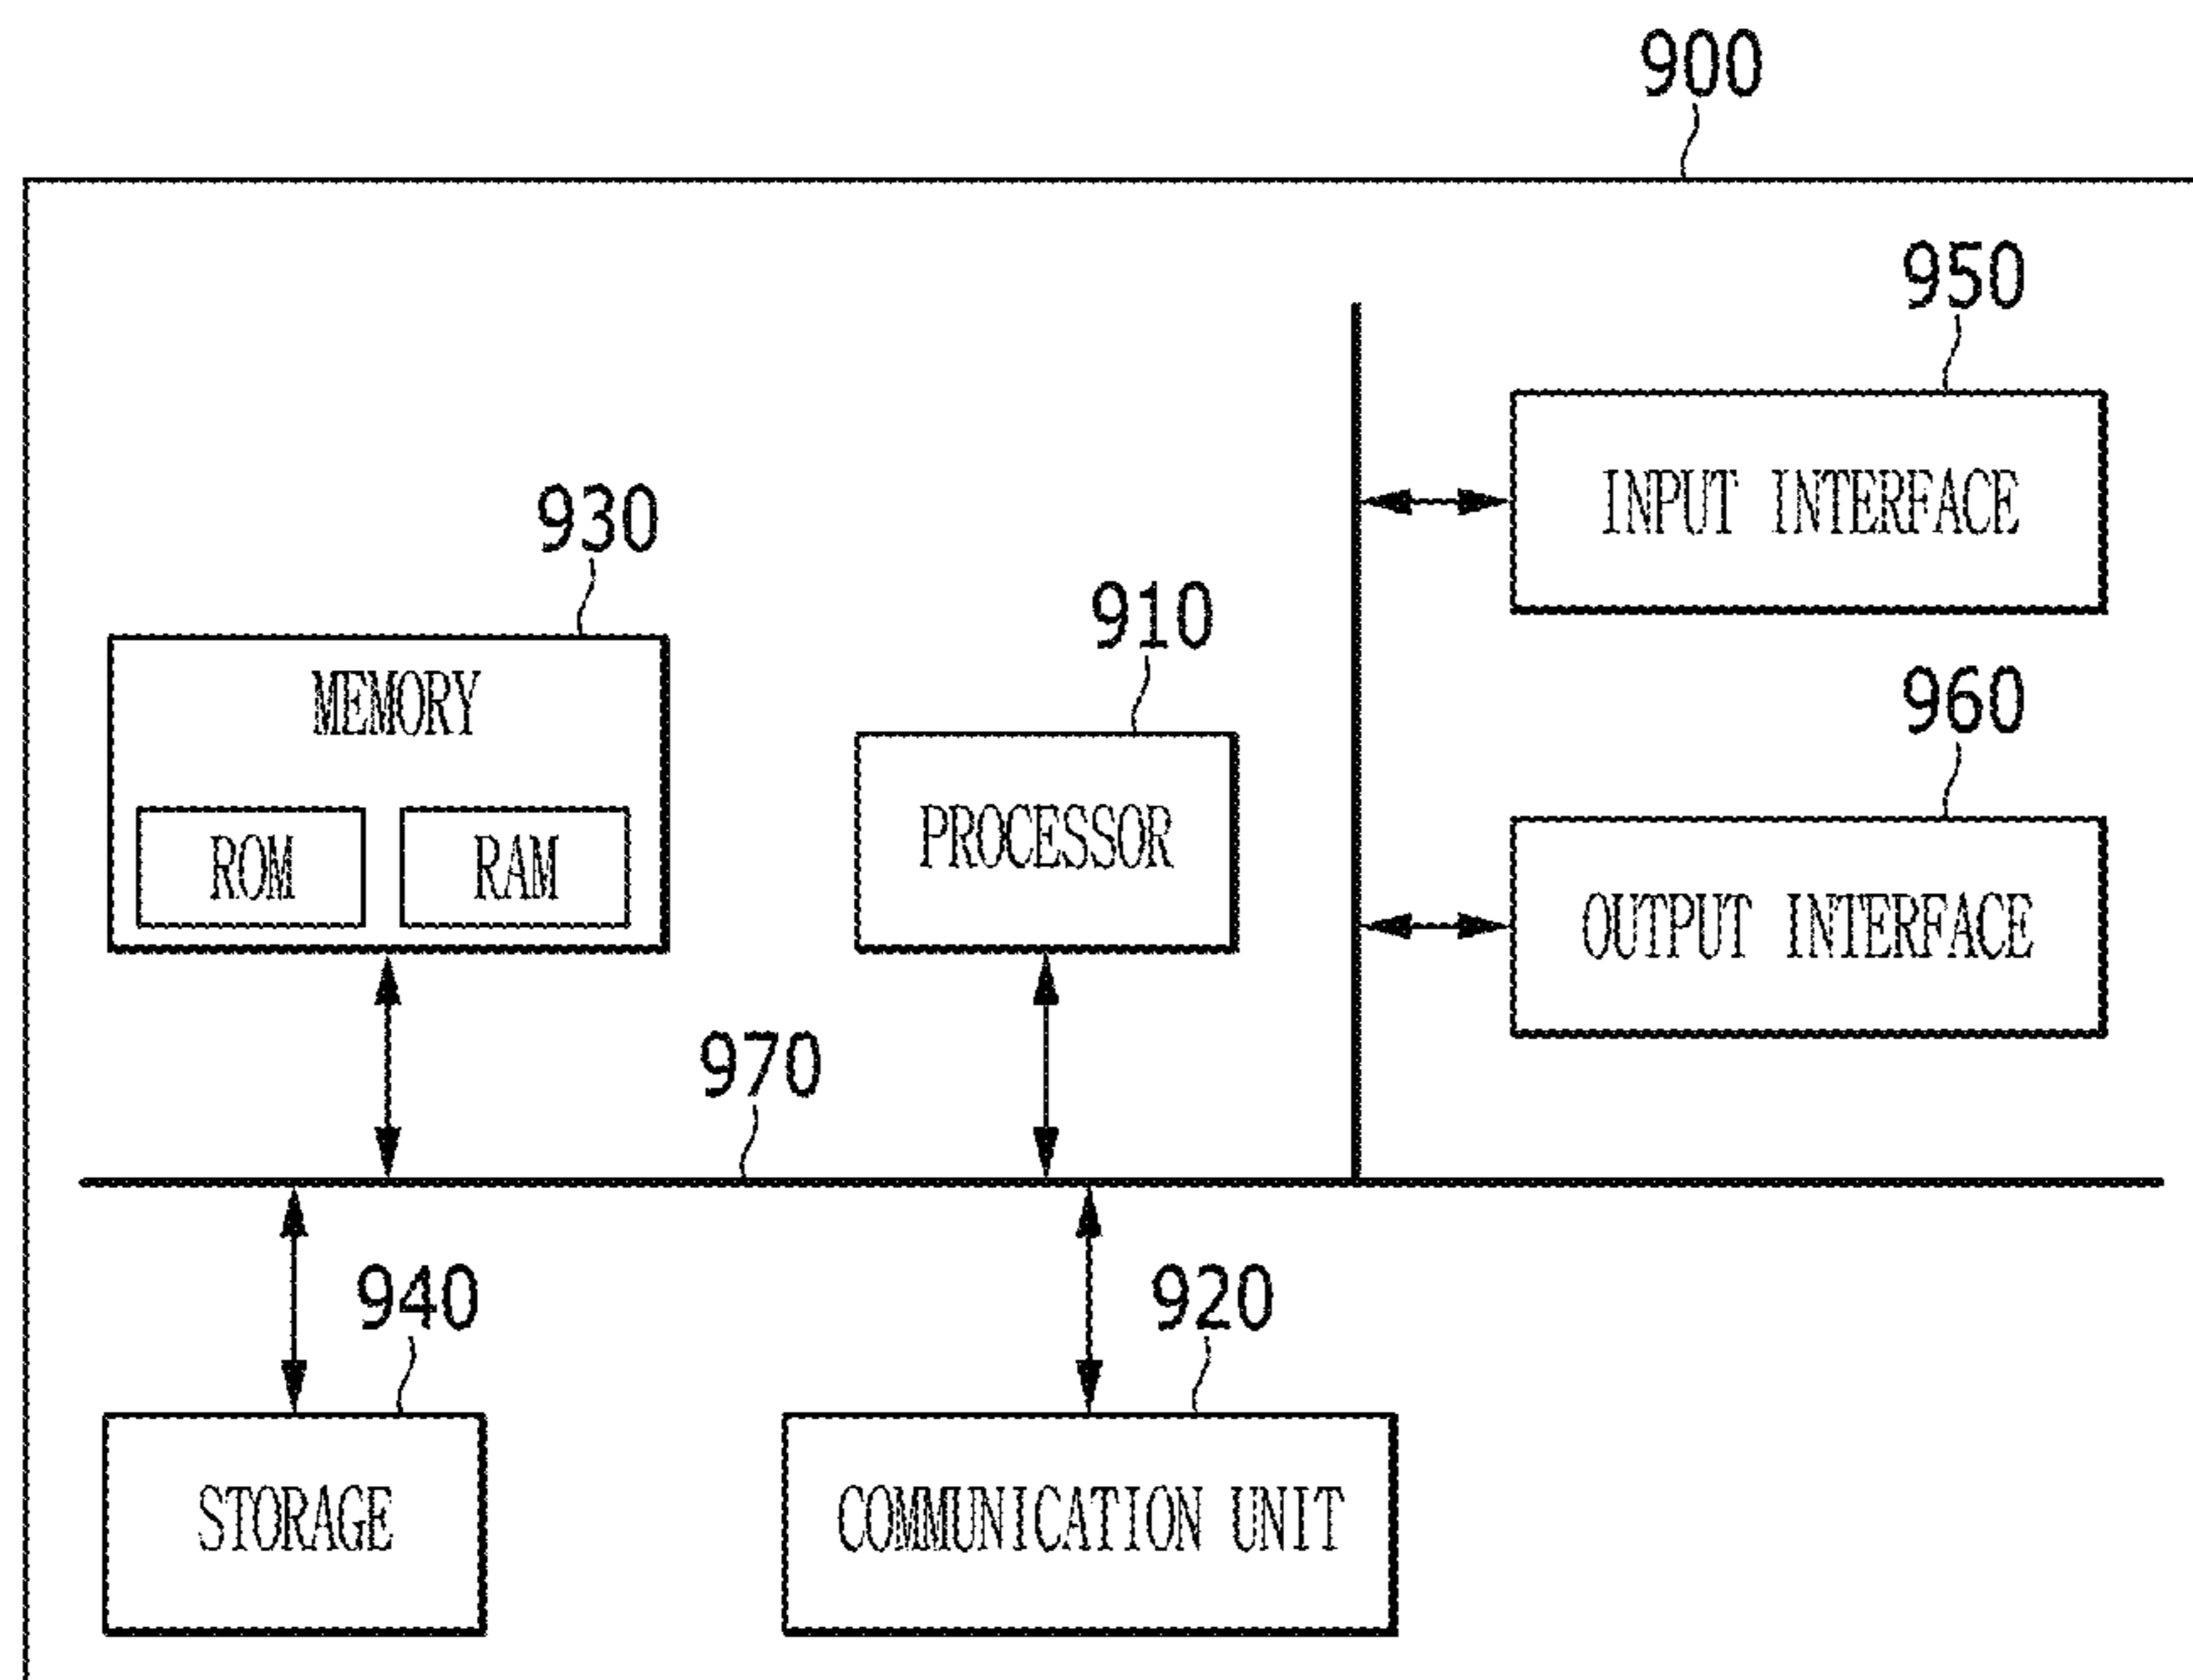 900
950
INPUT INTERFACE
930
MEMORY
ROM RAM
910
PROCESSOR
960
OUTPUT INTERFACE
970
940
STORAGE
920
COMMUNICATION UNIT